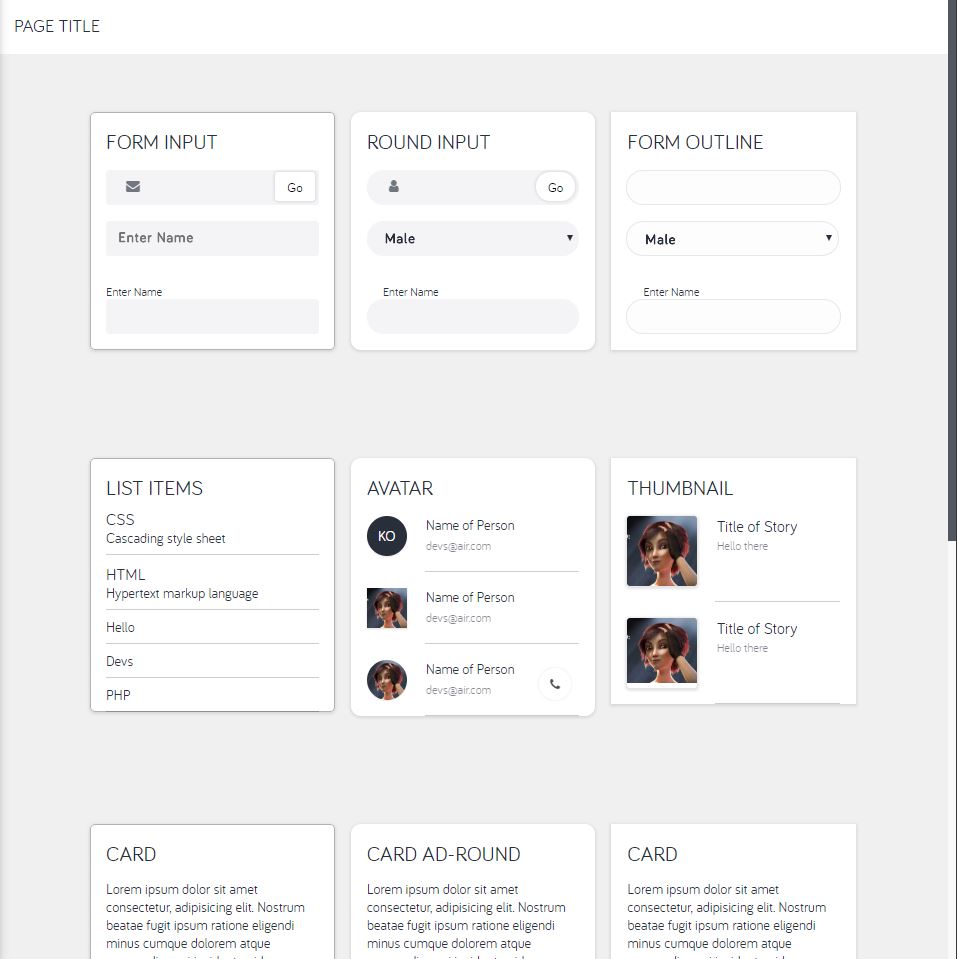 PAGE TITLE
FORM INPUT
Go
Enter Name
Enter Name
ROUND INPUT
Go
Male
Enter Name
FORM OUTLINE
Male
Enter Name
LIST ITEMS
CSS
Cascading style sheet
HTML
Hypertext markup language
Hello
Devs
PHP
AVATAR
KO
Name of Person
devs@air.com
Name of Person
devs@air.com
Name of Person
devs@air.com
THUMBNAIL
Title of Story
Hello there
Title of Story
Hello there
CARD
Lorem ipsum dolor sit amet
consectetur, adipisicing elit. Nostrum
beatae fugit ipsum ratione eligendi
minus cumque dolorem atque
CARD AD-ROUND
Lorem ipsum dolor sit amet
consectetur, adipisicing elit. Nostrum
beatae fugit ipsum ratione eligendi
minus cumque dolorem atque
CARD
Lorem ipsum dolor sit amet
consectetur, adipisicing elit. Nostrum
beatae fugit ipsum ratione eligendi
minus cumque dolorem atque